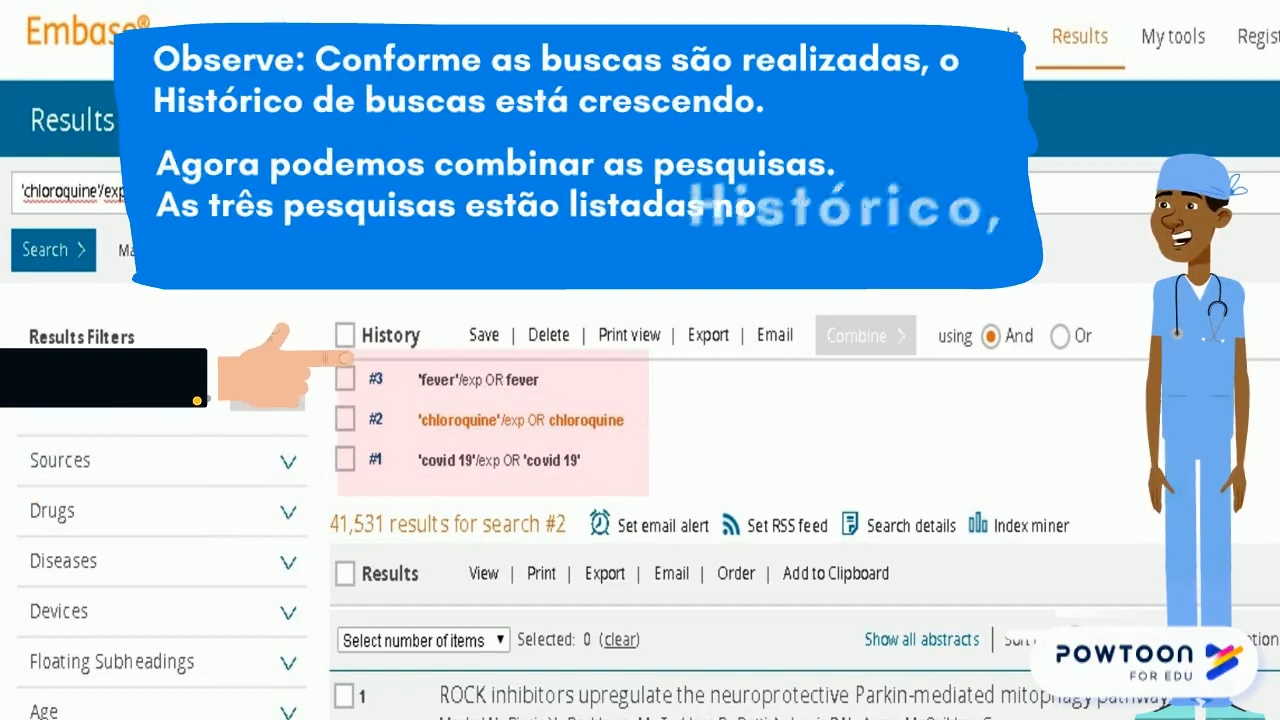 Embase®
Results
My tools
Observe: Conforme as buscas são realizadas, o
Histórico de buscas está crescendo.
Agora podemos combinar as pesquisas.
As três pesquisas estão listadas no Histórico,
Results
'chloroquine'/exp
Search
Results Filters
History
Save | Delete | Print view | Export | Email
Combine
using And Or
#3 'fever'/exp OR fever
#2 'chloroquine'/exp OR chloroquine
#1 'covid 19'/exp OR 'covid 19'
Sources
Drugs
Diseases
Devices
Floating Subheadings
Age
41,531 results for search #2
Set email alert
Set RSS feed
Search details
Index miner
Results
View | Print | Export | Email | Order | Add to Clipboard
Select number of items
Selected: 0 (clear)
Show all abstracts
1 ROCK inhibitors upregulate the neuroprotective Parkin-mediated mitophagy pathway
POWTOON
FOR EDU